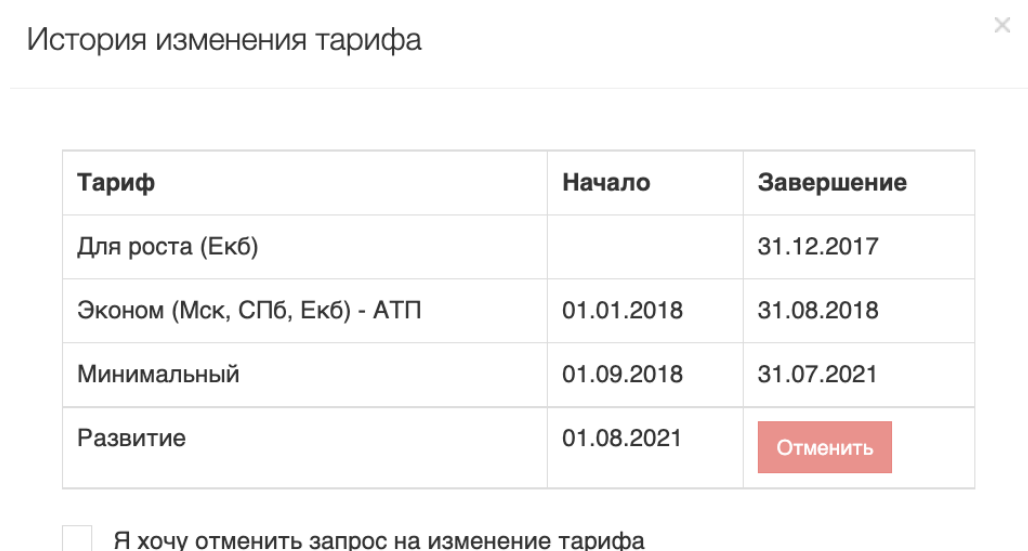 История изменения тарифа
×
Тариф Начало Завершение
Для роста (Екб) 31.12.2017
Эконом (Мск, СПб, Екб) - АТП 01.01.2018 31.08.2018
Минимальный 01.09.2018 31.07.2021
Развитие 01.08.2021 Отменить
Я хочу отменить запрос на изменение тарифа